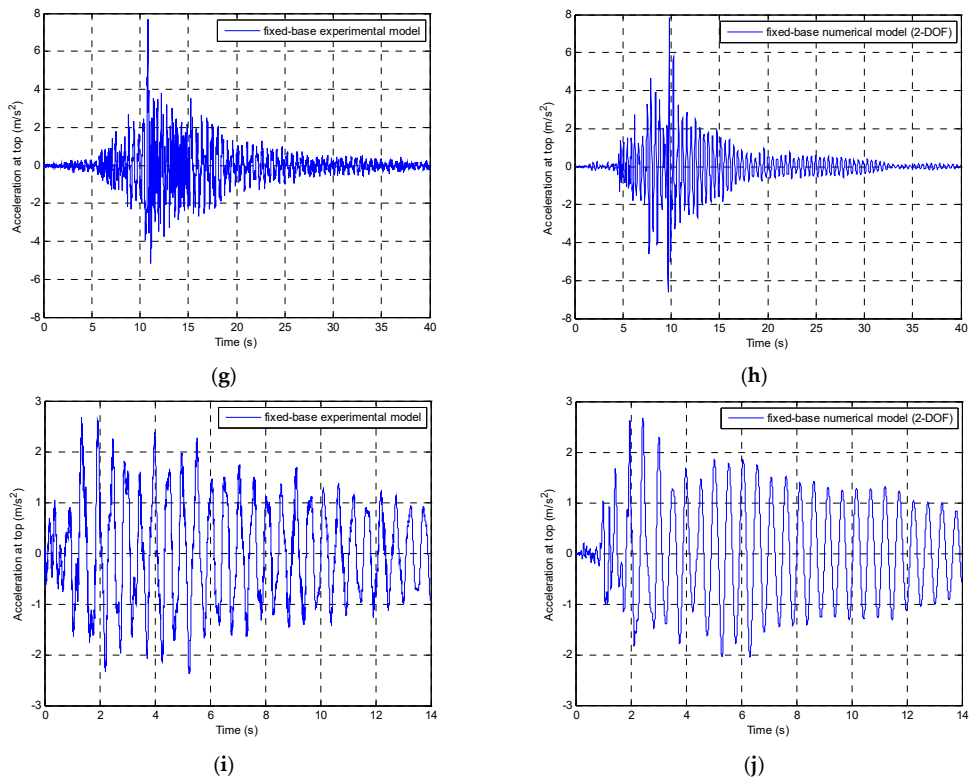 8
6
4
2
0
-2
-4
-6
-8
0 5 10 15 20 25 30 35 40
Time (s)
Acceleration at top (m/s²)
fixed-base experimental model
(g)
8
6
4
2
0
-2
-4
-6
-8
0 5 10 15 20 25 30 35 40
Time (s)
Acceleration at top (m/s²)
fixed-base numerical model (2-DOF)
(h)
3
2
1
0
-1
-2
-3
0 2 4 6 8 10 12 14
Time (s)
Acceleration at top (m/s²)
fixed-base experimental model
(i)
3
2
1
0
-1
-2
-3
0 2 4 6 8 10 12 14
Time (s)
Acceleration at top (m/s²)
fixed-base numerical model (2-DOF)
(j)